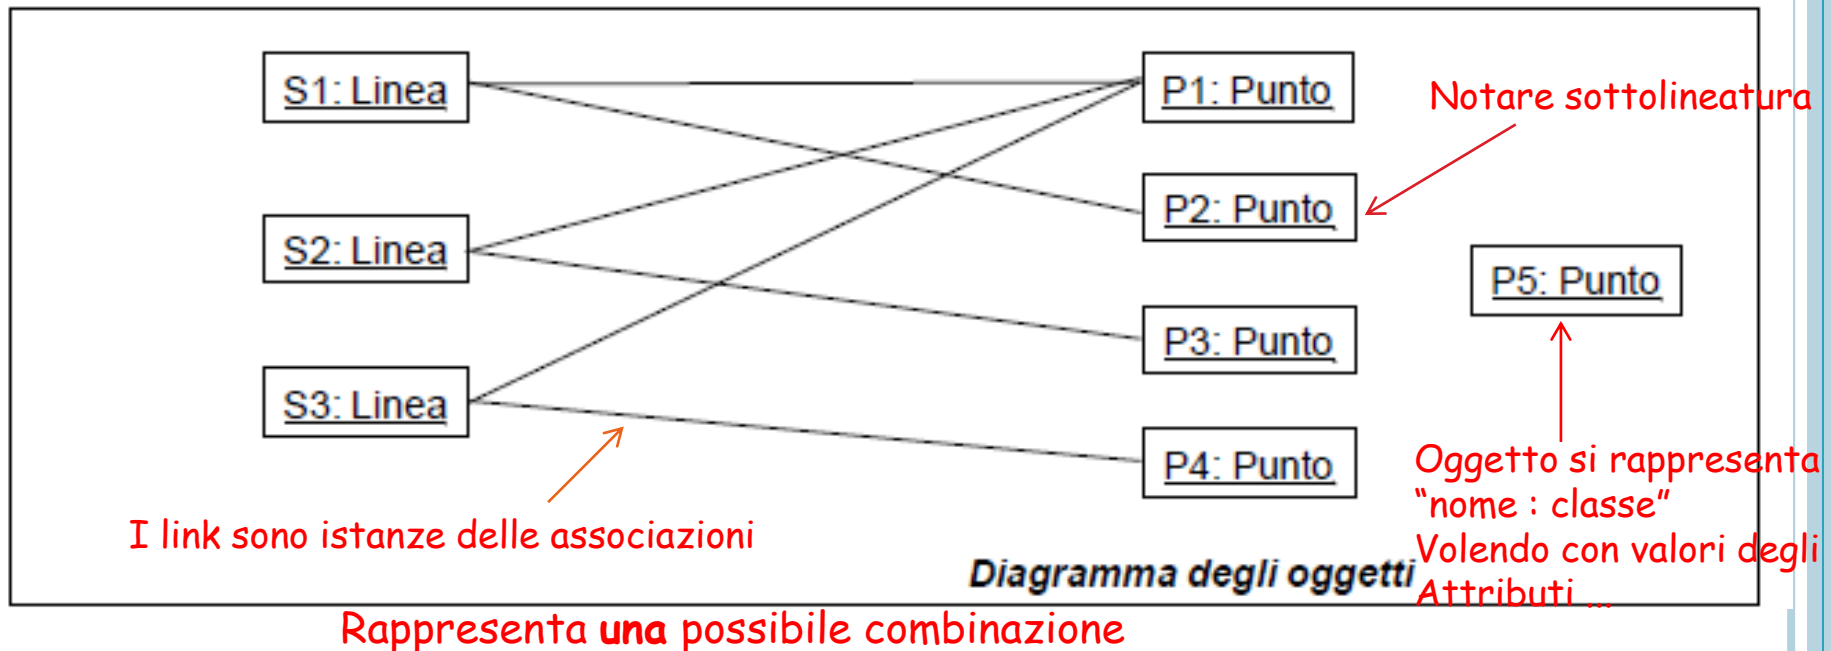 S1: Linea
P1: Punto
Notare sottolineatura
P2: Punto
S2: Linea
P5: Punto
P3: Punto
S3: Linea
P4: Punto
Oggetto si rappresenta
“nome : classe”
Volendo con valori degli
Attributi ...
I link sono istanze delle associazioni
Diagramma degli oggetti
Rappresenta una possibile combinazione